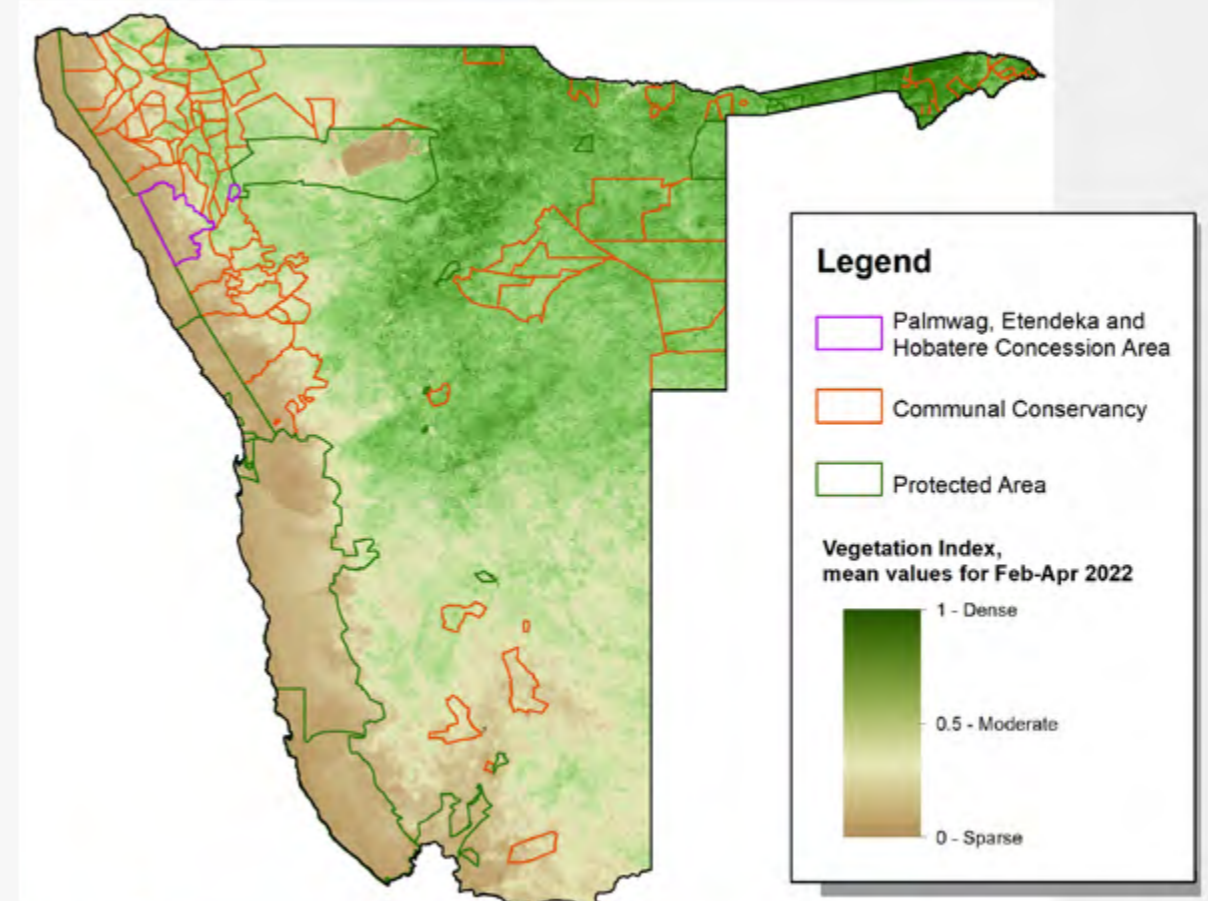 Legend
Palmwag, Etendeka and
Hobatere Concession Area
Communal Conservancy
Protected Area
Vegetation Index,
mean values for Feb-Apr 2022
1 - Dense
0.5 - Moderate
0 - Sparse